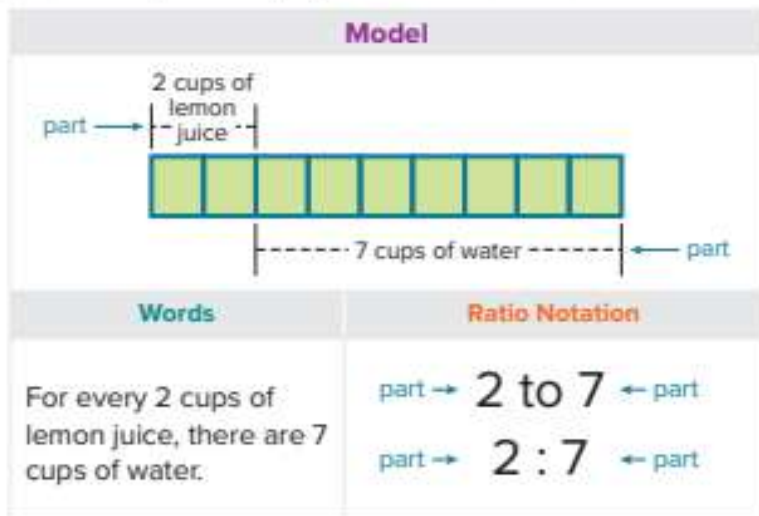 Model
2 cups of
lemon
juice
part
7 cups of water
part
Words
Ratio Notation
For every 2 cups of
lemon juice, there are 7
cups of water.
part 2 to 7 part
part 2 : 7 part